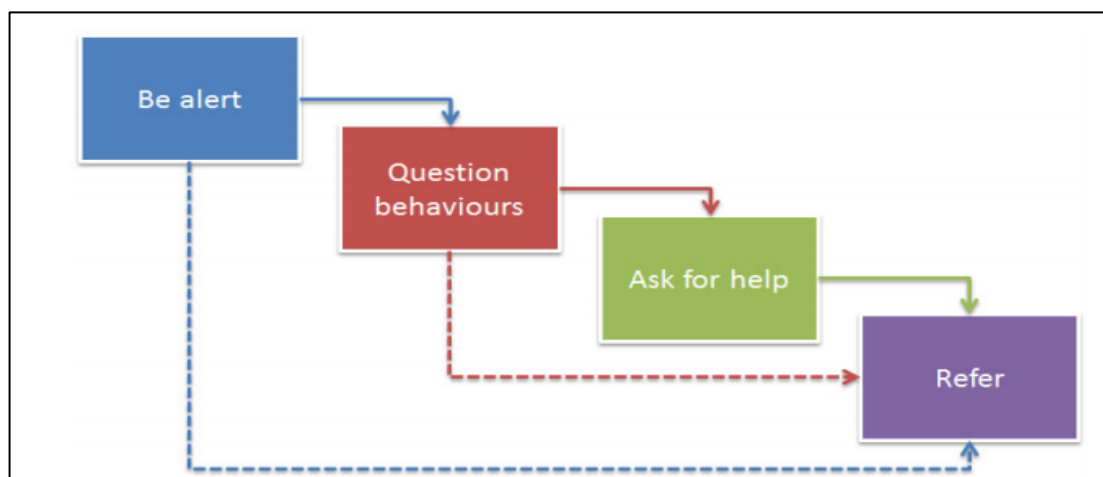 Be alert
Question
behaviours
Ask for help
Refer